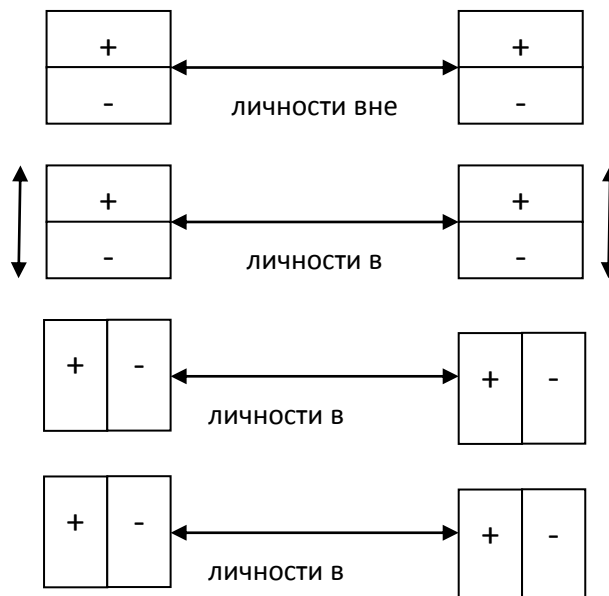 + +
- -
личности вне
+ +
- -
личности в
+ - + -
личности в
+ - + -
личности в